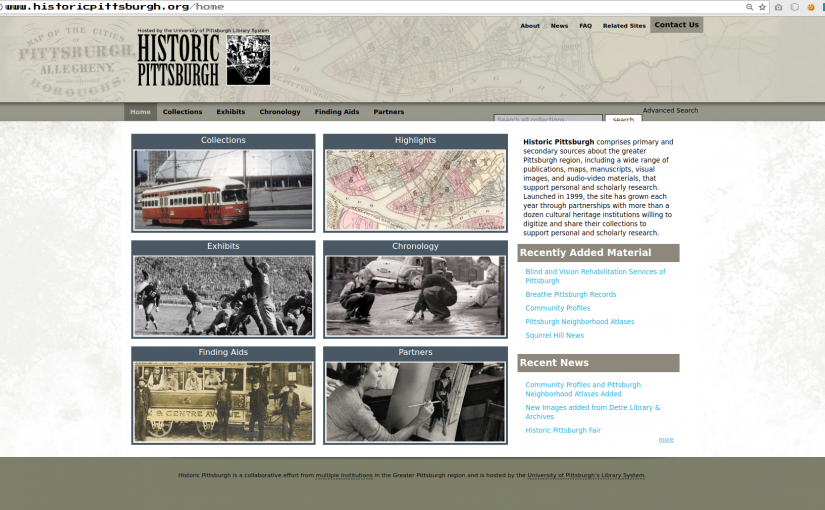 www.historicpittsburgh.org/home
Hosted by the University of Pittsburgh Library System
HISTORIC
PITTSBURGH
MAP OF THE CITIES
OF
PITTSBURGH,
ALLEGHENY,
BOROUGHS.
About
News
FAQ
Related Sites
Contact Us
Home
Collections
Exhibits
Chronology
Finding Aids
Partners
Search all collections
search
Advanced Search
Collections
Highlights
Exhibits
Chronology
Finding Aids
Partners
& CENTRE AVENUE
Historic Pittsburgh comprises primary and
secondary sources about the greater
Pittsburgh region, including a wide range of
publications, maps, manuscripts, visual
images, and audio-video materials, that
support personal and scholarly research.
Launched in 1999, the site has grown each
year through partnerships with more than a
dozen cultural heritage institutions willing to
digitize and share their collections to
support personal and scholarly research.
Recently Added Material
Blind and Vision Rehabilitation Services of
Pittsburgh
Breathe Pittsburgh Records
Community Profiles
Pittsburgh Neighborhood Atlases
Squirrel Hill News
Recent News
Community Profiles and Pittsburgh
Neighborhood Atlases Added
New Images added from Detre Library &
Archives
Historic Pittsburgh Fair
more
Historic Pittsburgh is a collaborative effort from multiple institutions in the Greater Pittsburgh region and is hosted by the University of Pittsburgh's Library System.